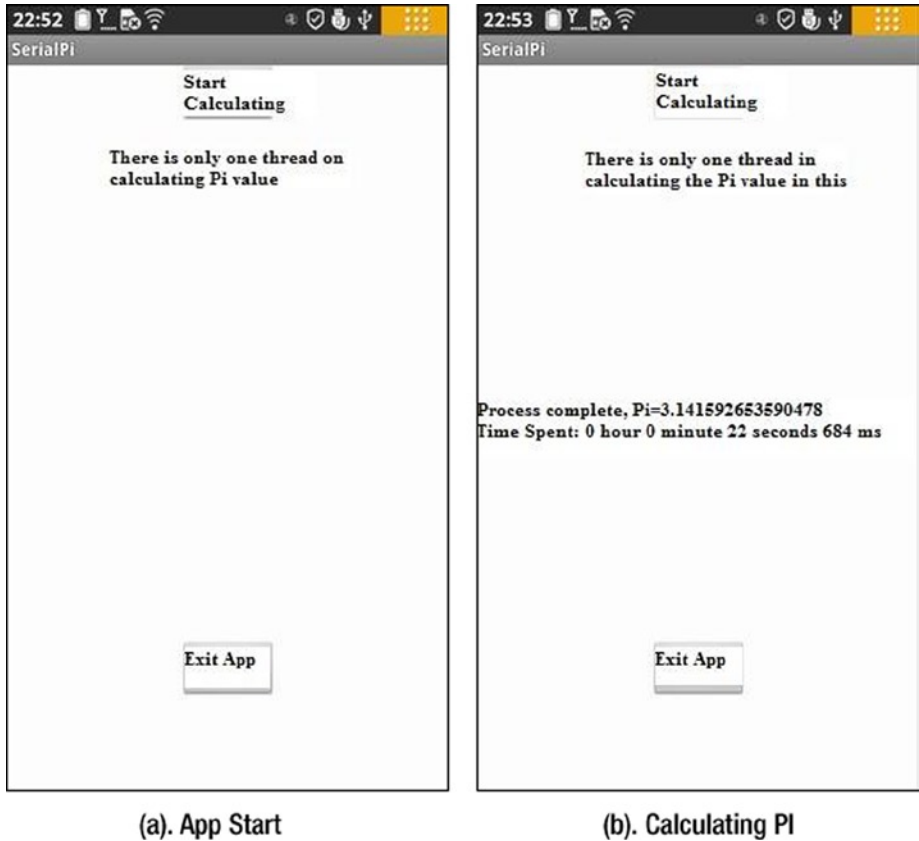 22:52
SerialPi
Start
Calculating
There is only one thread on
calculating Pi value
Exit App
(a). App Start
22:53
SerialPi
Start
Calculating
There is only one thread in
calculating the Pi value in this
Process complete, Pi=3.141592653590478
Time Spent: 0 hour 0 minute 22 seconds 684 ms
Exit App
(b). Calculating PI